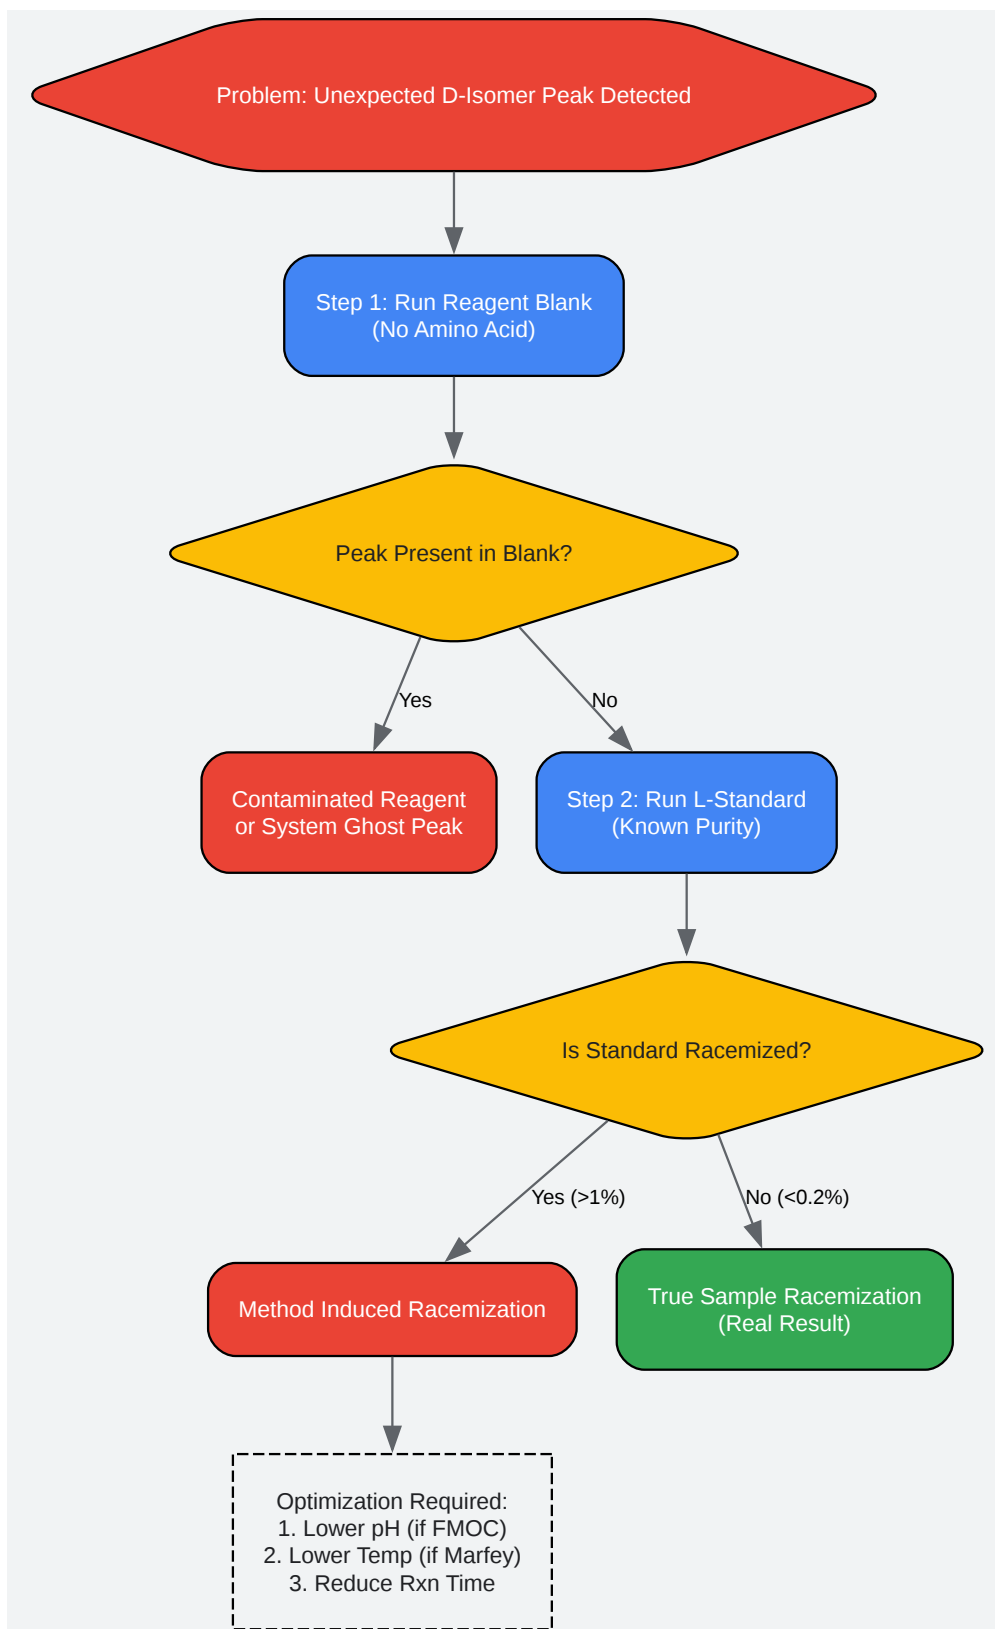 Problem: Unexpected D-Isomer Peak Detected
Step 1: Run Reagent Blank
(No Amino Acid)
Peak Present in Blank?
Yes
No
Contaminated Reagent
or System Ghost Peak
Step 2: Run L-Standard
(Known Purity)
Is Standard Racemized?
Yes (>1%)
No (<0.2%)
Method Induced Racemization
True Sample Racemization
(Real Result)
Optimization Required:
1. Lower pH (if FMOC)
2. Lower Temp (if Marfey)
3. Reduce Rxn Time